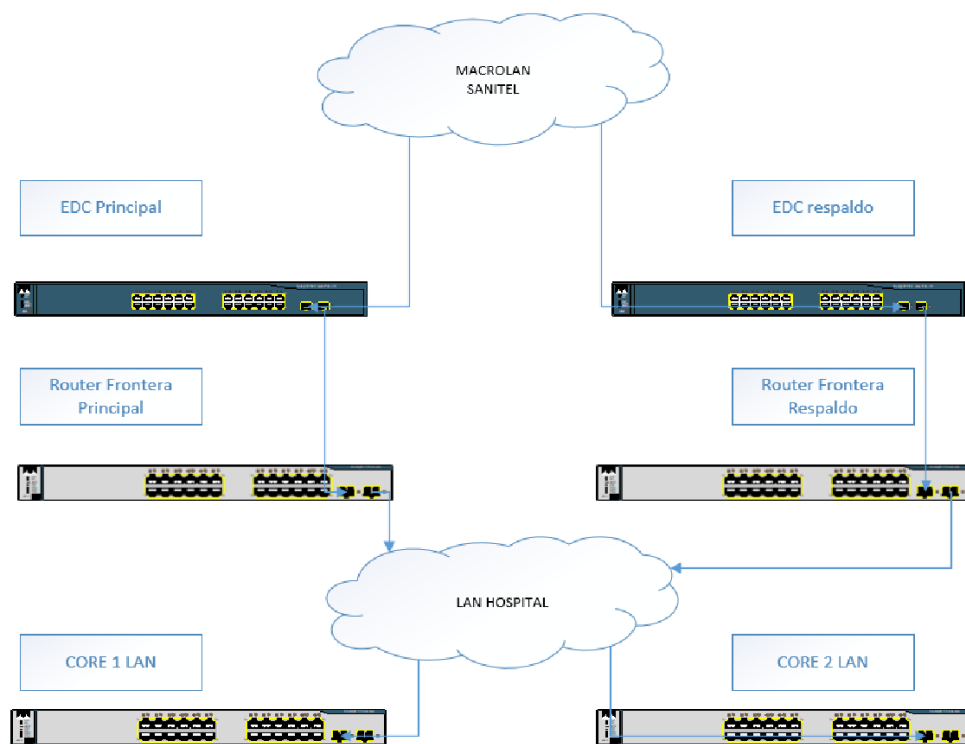 MACROLAN
SANITEL
EDC Principal
EDC respaldo
Router Frontera
Principal
Router Frontera
Respaldo
LAN HOSPITAL
CORE 1 LAN
CORE 2 LAN